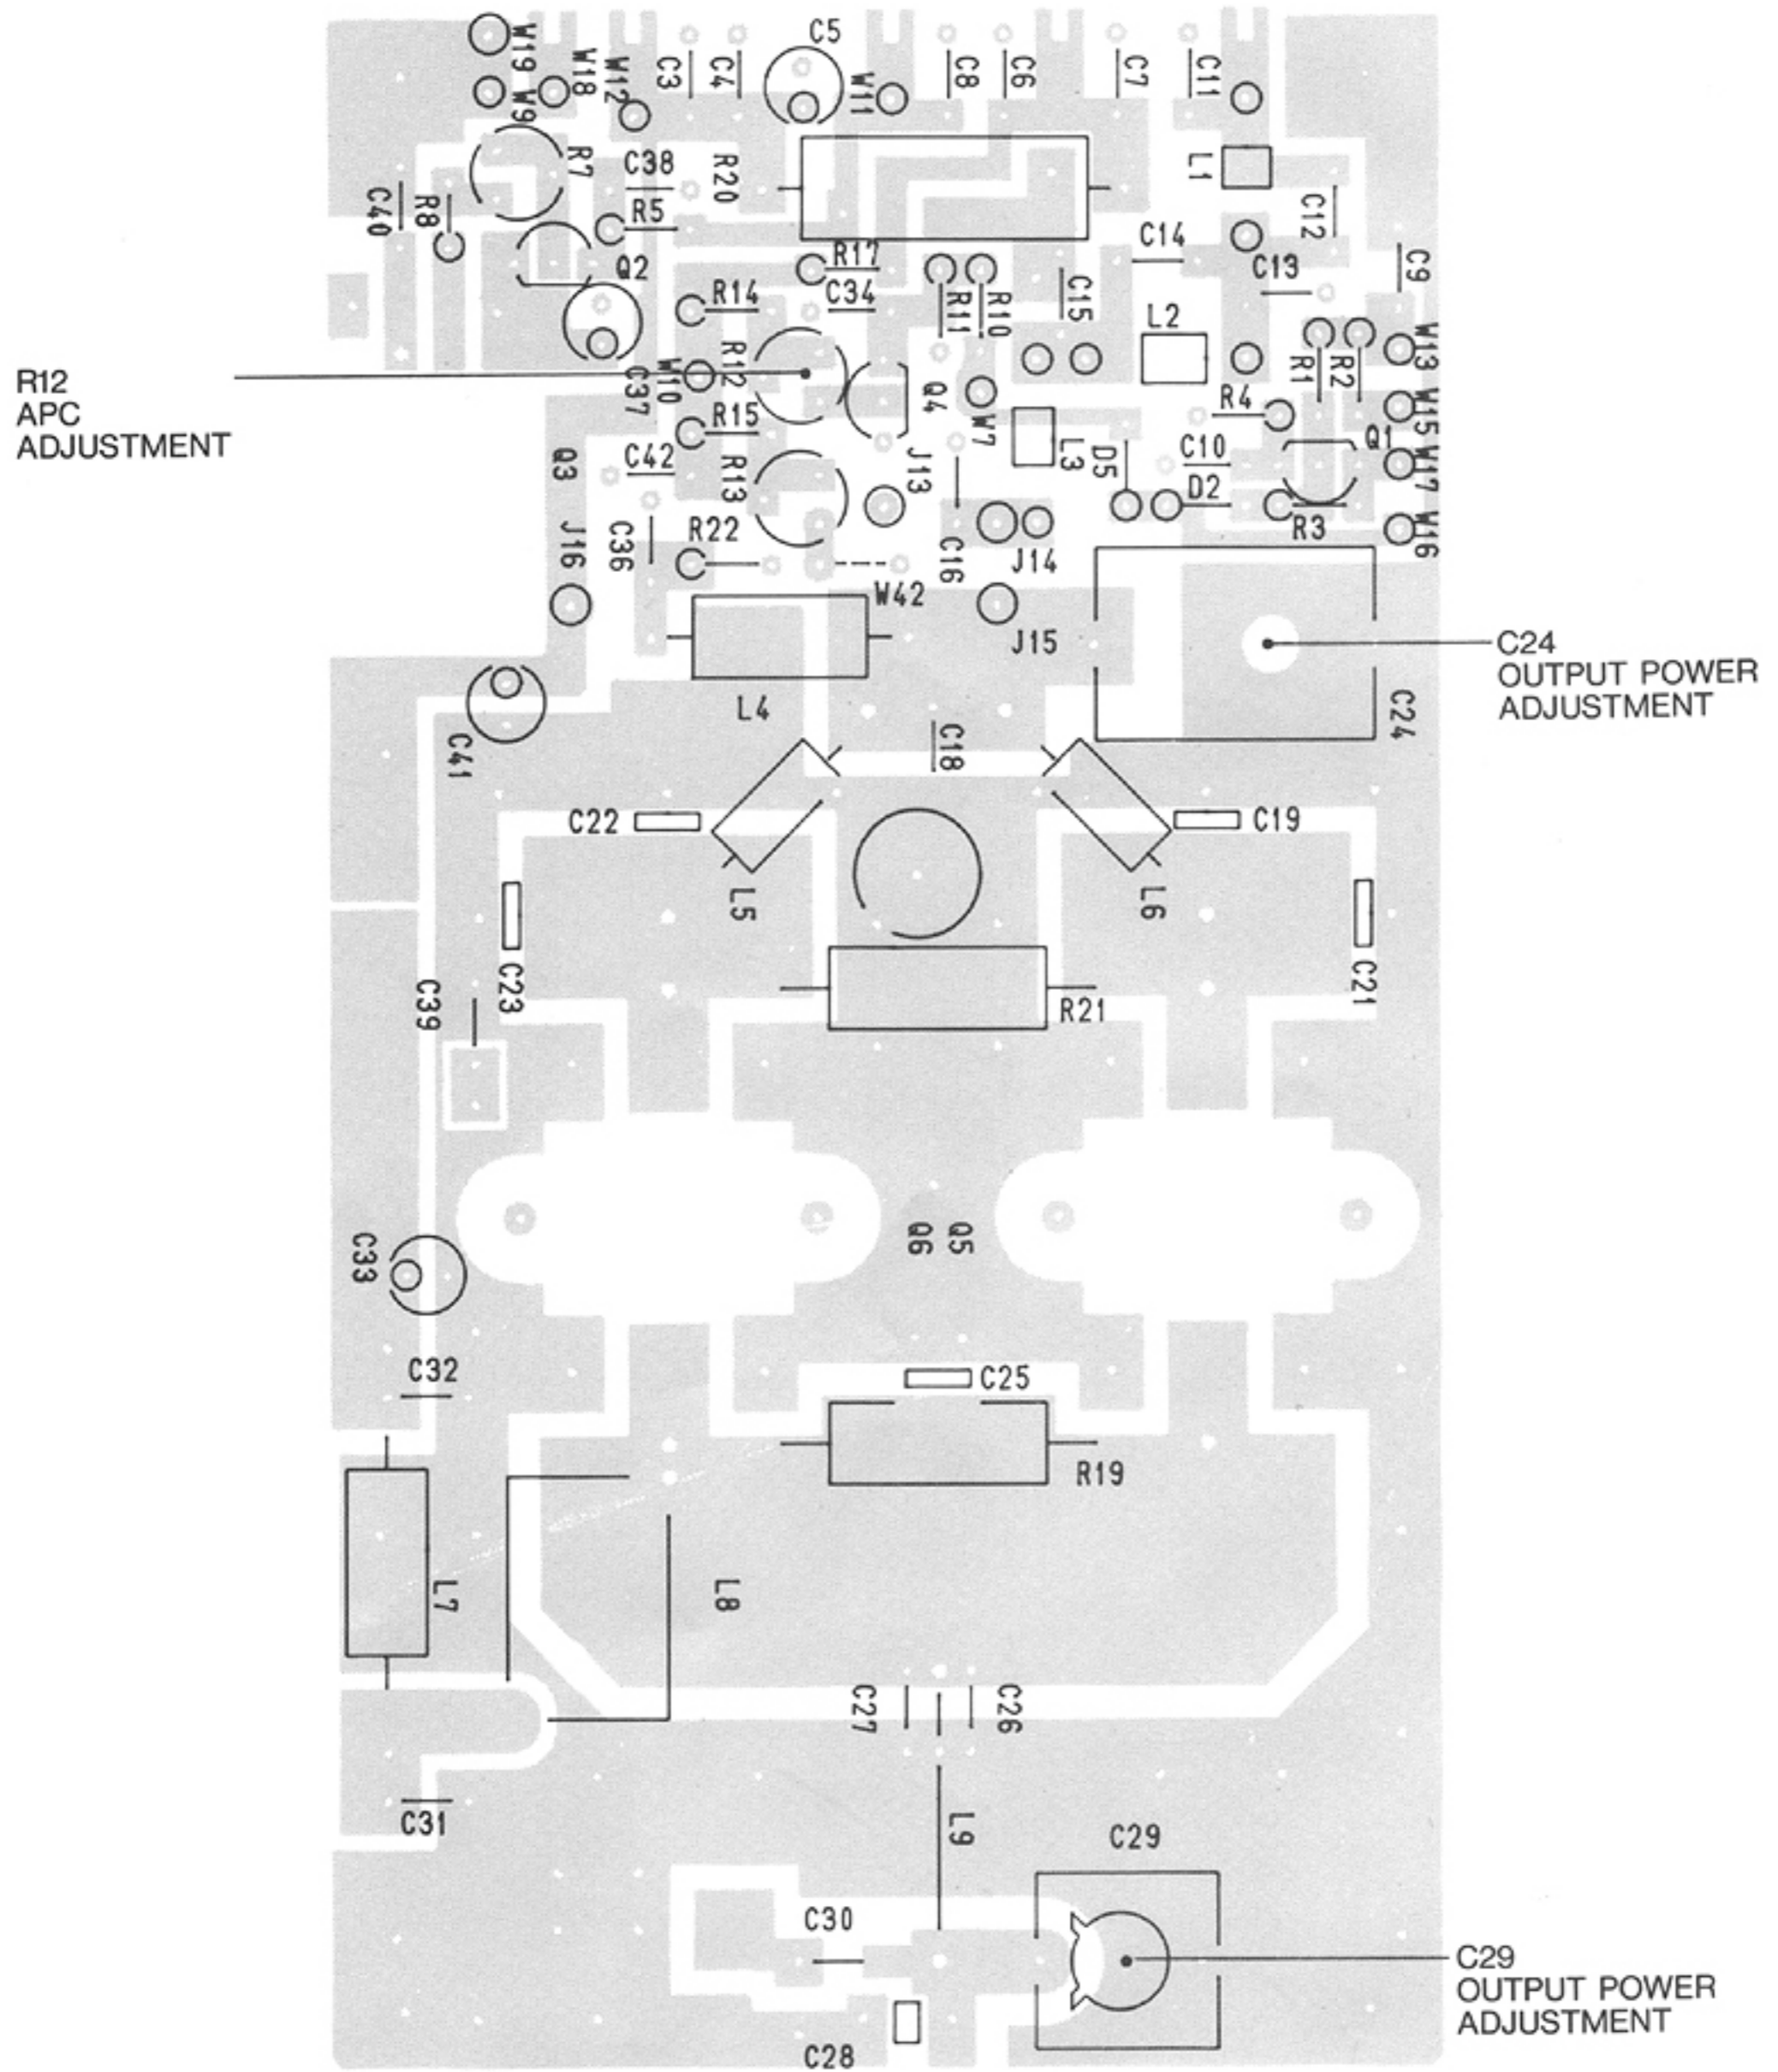 W19
W18
W12
C3
C4
C5
W11
C8
C6
C7
C11
W9
R7
C38
R20
L1
C40
R8
R5
C12
C14
Q2
R17
C13
C9
R14
C34
R11
R10
C15
L2
R12
APC
ADJUSTMENT
C37
W10
R12
Q4
W7
R1
R2
W13
R15
R4
W15
Q3
C42
R13
J13
L3
D5
C10
Q1
W17
D2
J16
C36
R22
C16
J14
R3
W16
W42
J15
C24
OUTPUT POWER
ADJUSTMENT
L4
C41
C18
C24
C22
C19
L5
L6
C39
C23
R21
C21
C33
Q6
Q5
C32
C25
R19
L7
L8
C27
C26
C31
L9
C29
C30
C29
OUTPUT POWER
ADJUSTMENT
C28